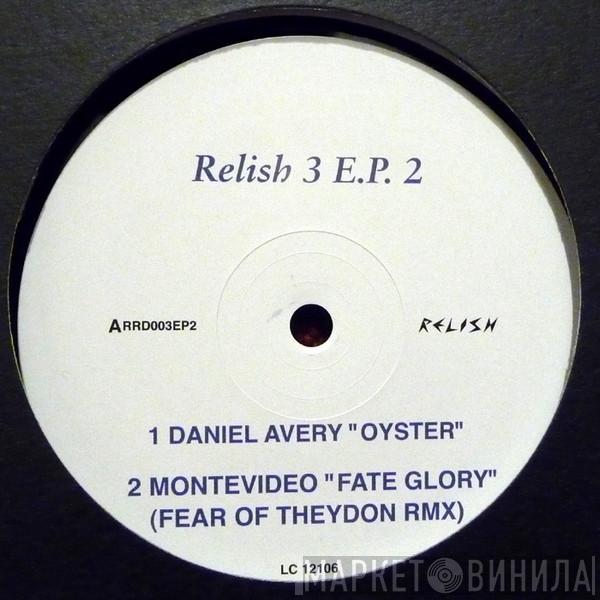 Relish 3 E.P. 2
ARRD003EP2
RELISH
1 DANIEL AVERY "OYSTER"
2 MONTEVIDEO "FATE GLORY"
(FEAR OF THEYDON RMX)
LC 12106
МАРКЕТ ВИНИЛА